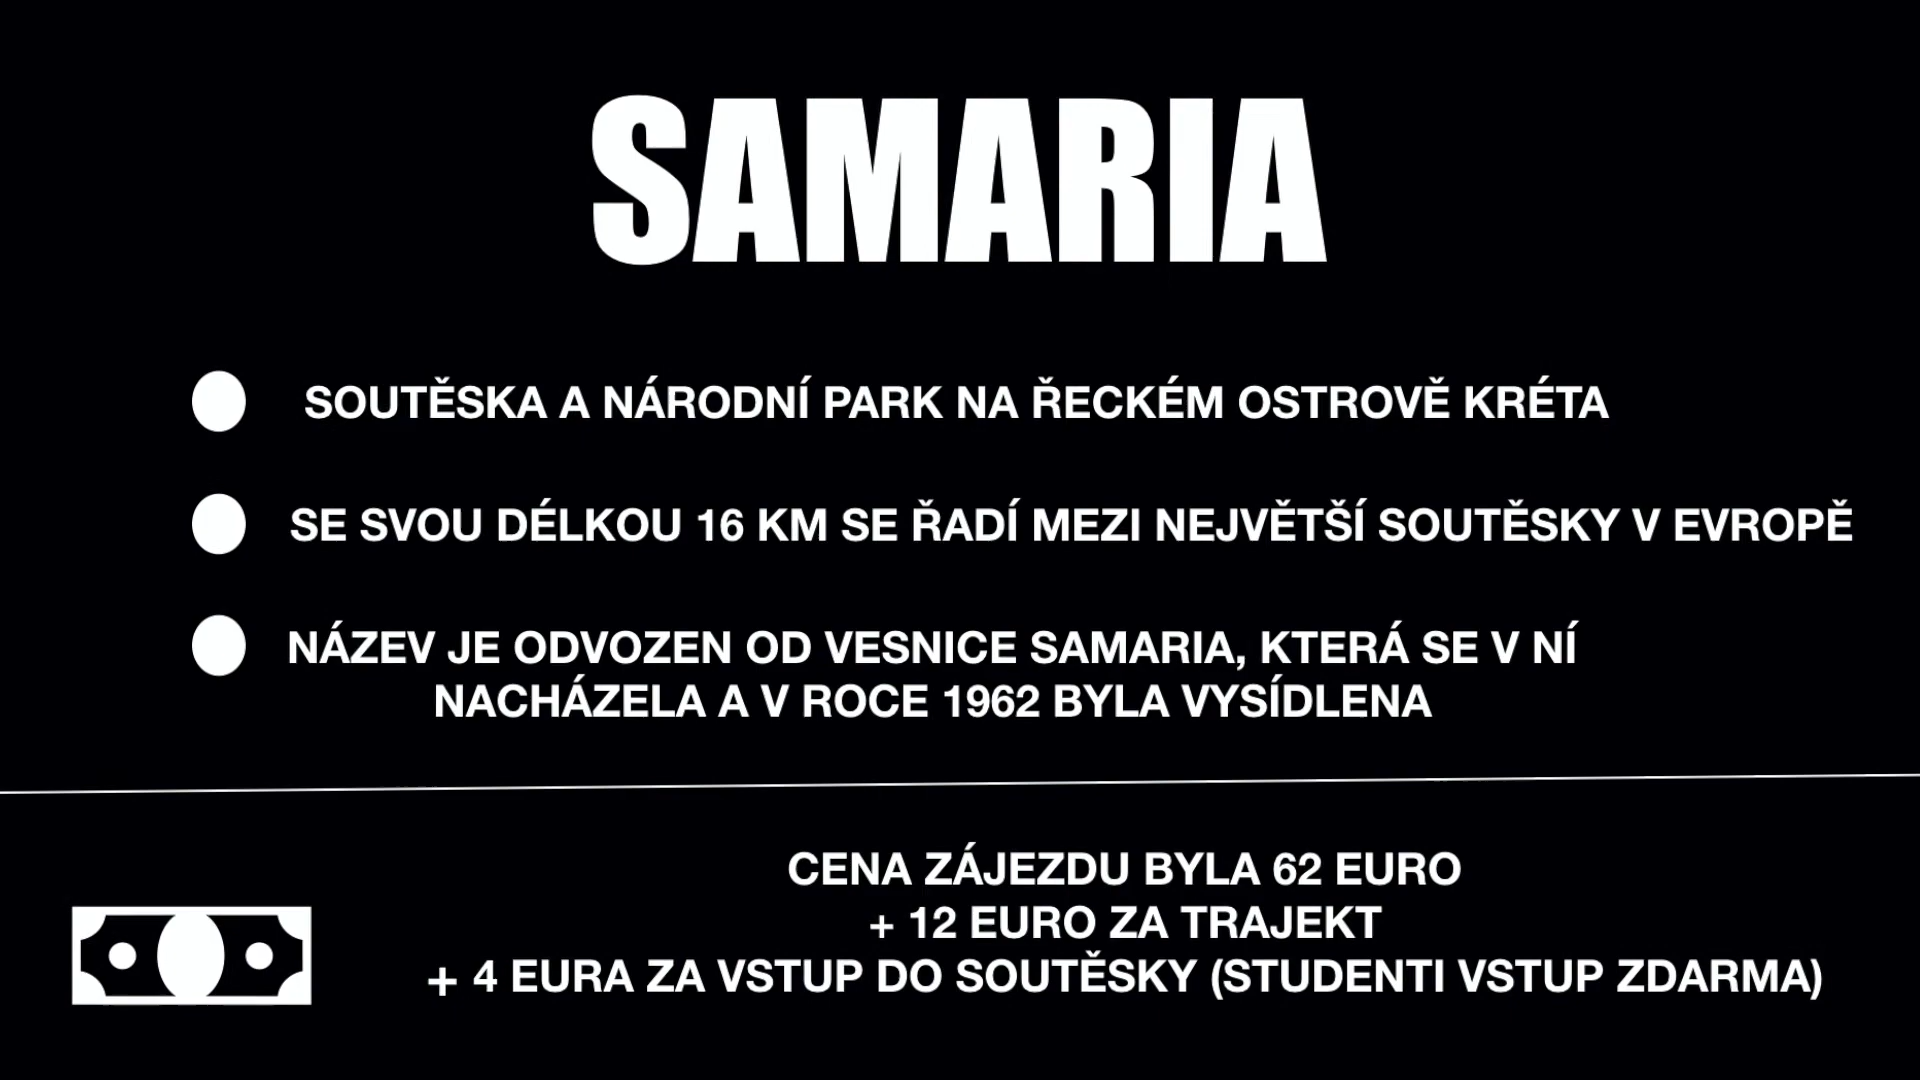 SAMARIA
SOUTĚSKA A NÁRODNÍ PARK NA ŘECKÉM OSTROVĚ KRÉTA
SE SVOU DÉLKOU 16 KM SE ŘADÍ MEZI NEJVĚTŠÍ SOUTĚSKY V EVROPĚ
NÁZEV JE ODVOZEN OD VESNICE SAMARIA, KTERÁ SE V NÍ
NACHÁZELA A V ROCE 1962 BYLA VYSÍDLENA
CENA ZÁJEZDU BYLA 62 EURO
+ 12 EURO ZA TRAJEKT
+ 4 EURA ZA VSTUP DO SOUTĚSKY (STUDENTI VSTUP ZDARMA)